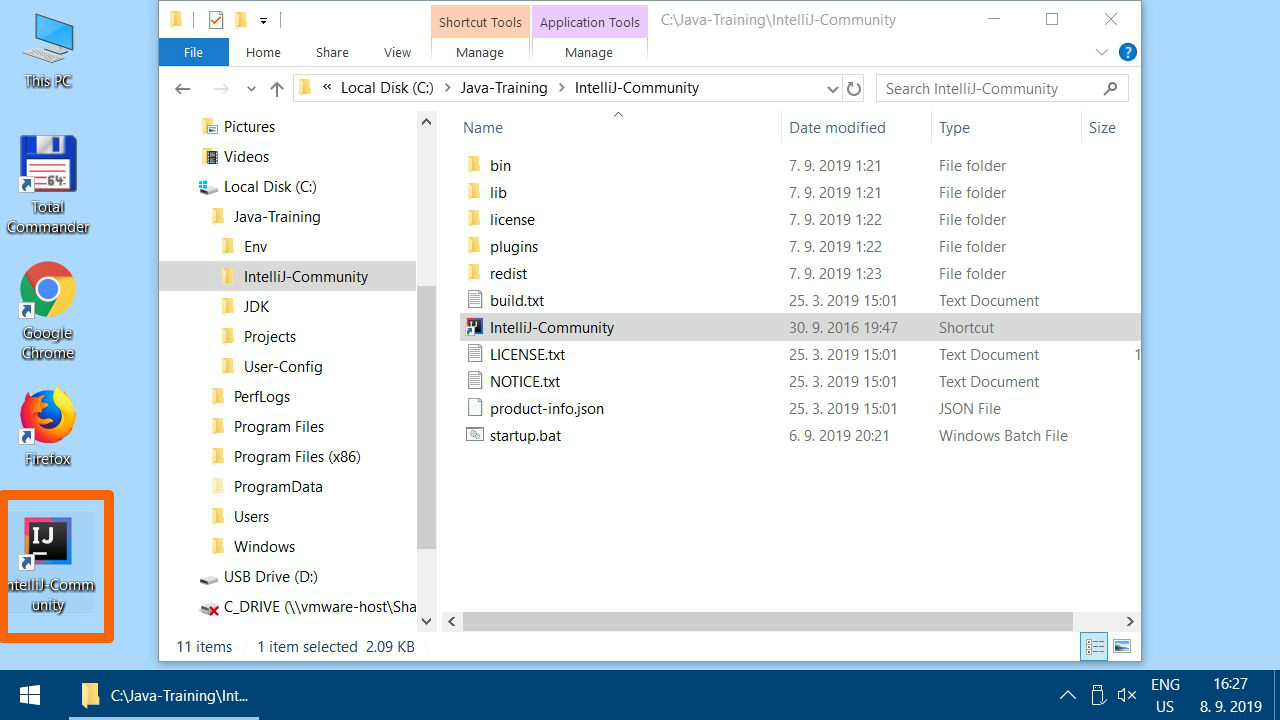 This PC
64.
Total
Commander
Google
Chrome
Firefox
IJ
ntelliJ-Comm
unity
Shortcut Tools
Application Tools
C:\Java-Training\IntelliJ-Community
File
Home
Share
View
Manage
Manage
?
« Local Disk (C:) > Java-Training > IntelliJ-Community
Search IntelliJ-Community
Pictures
Videos
Local Disk (C:)
Java-Training
Env
IntelliJ-Community
JDK
Projects
User-Config
PerfLogs
Program Files
Program Files (x86)
ProgramData
Users
Windows
USB Drive (D:)
C_DRIVE (\\vmware-host\Sha
Name Date modified Type Size
bin 7. 9. 2019 1:21 File folder
lib 7. 9. 2019 1:21 File folder
license 7. 9. 2019 1:22 File folder
plugins 7. 9. 2019 1:22 File folder
redist 7. 9. 2019 1:23 File folder
build.txt 25. 3. 2019 15:01 Text Document
IntelliJ-Community 30. 9. 2016 19:47 Shortcut
LICENSE.txt 25. 3. 2019 15:01 Text Document 1
NOTICE.txt 25. 3. 2019 15:01 Text Document
product-info.json 25. 3. 2019 15:01 JSON File
startup.bat 6. 9. 2019 20:21 Windows Batch File
11 items 1 item selected 2.09 KB
C:\Java-Training\Int...
ENG
US
16:27
8. 9. 2019